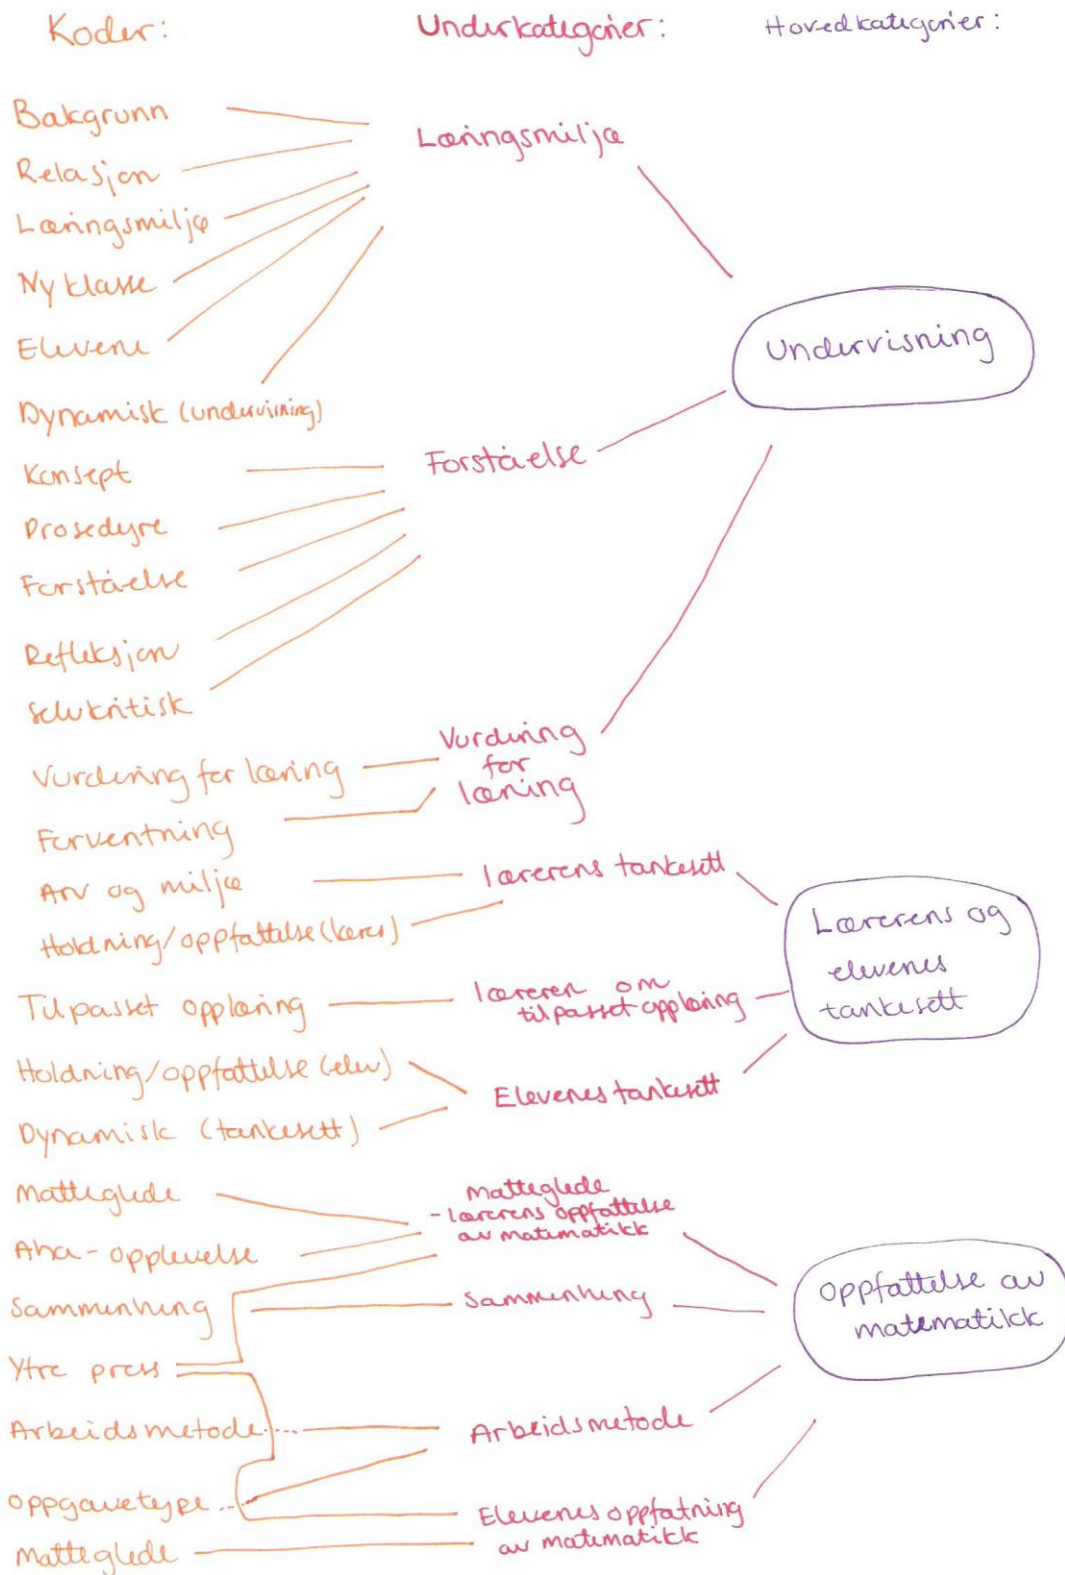 Koder:
Underkategorier:
Hovedkategorier:
Bakgrunn
Relasjon
Læringsmiljø
Ny klasse
Elevene
Dynamisk (undervisning)
Konsept
Prosedyre
Forståelse
Refleksjon
Selvkritisk
Vurdering for læring
Forventning
Arv og miljø
Holdning/oppfattelse (lærer)
Tilpasset opplæring
Holdning/oppfattelse (elev)
Dynamisk (tankesett)
Matteglede
Aha-opplevelse
Sammenheng
Ytre press
Arbeidsmetode
Oppgavetype
Matteglede
Læringsmiljø
Forståelse
Vurdering
for
læring
Lærerens tankesett
Læreren om
tilpasset opplæring
Elevenes tankesett
Matteglede
- lærerens oppfattelse
av matematikk
Sammenheng
Arbeidsmetode
Elevenes oppfatning
av matematikk
Undervisning
Lærerens og
elevenes
tankesett
Oppfattelse av
matematikk